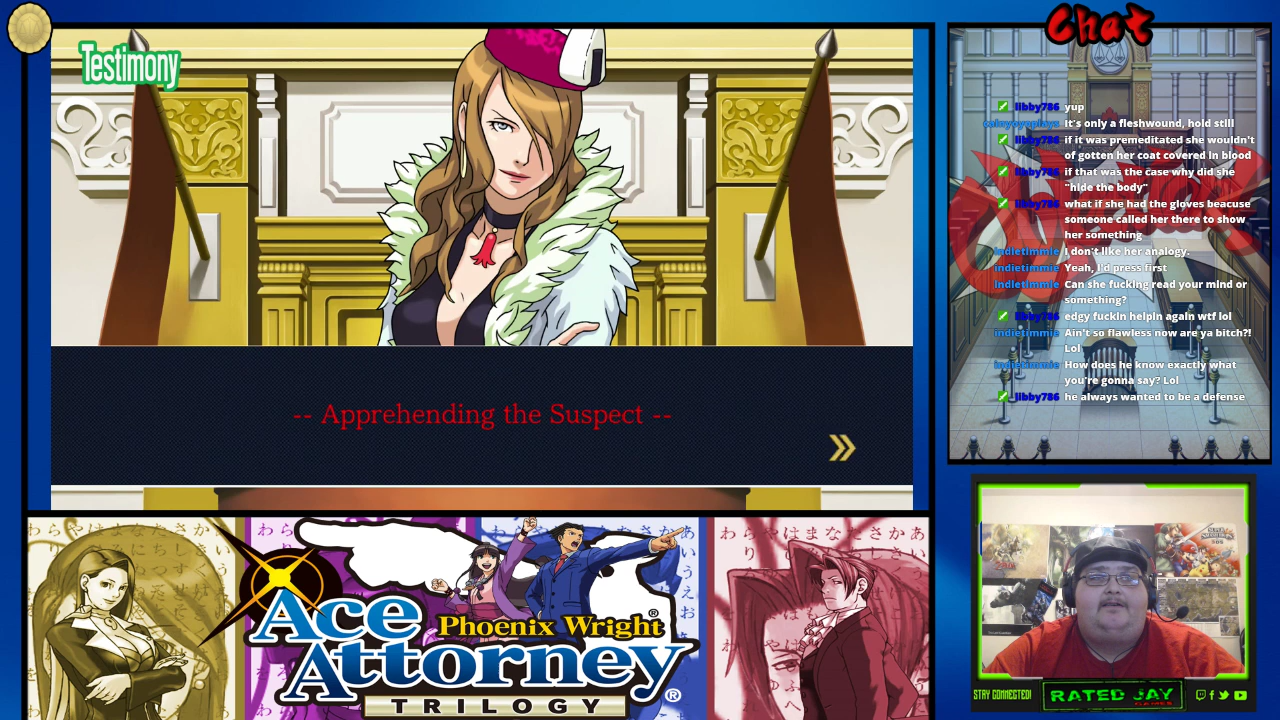 Testimony
-- Apprehending the Suspect --
Chat
libby786 yup
It's only a fleshwound, hold still
libby786 if it was premeditated she wouldn't
of gotten her coat covered in blood
libby786 if that was the case why did she
"hide the body"
libby786 what if she had the gloves beacuse
someone called her there to show
her something
indietimmie I don't like her analogy.
indietimmie Yeah, I'd press first
indietimmie Can she fucking read your mind or
something?
libby786 edgy fuckin helpin again wtf lol
indietimmie Ain't so flawless now are ya bitch?!
Lol
indietimmie How does he know exactly what
you're gonna say? Lol
libby786 he always wanted to be a defense
Phoenix Wright®
Ace
Attorney®
TRILOGY
STAY CONNECTED!
RATED JAY
GAMES